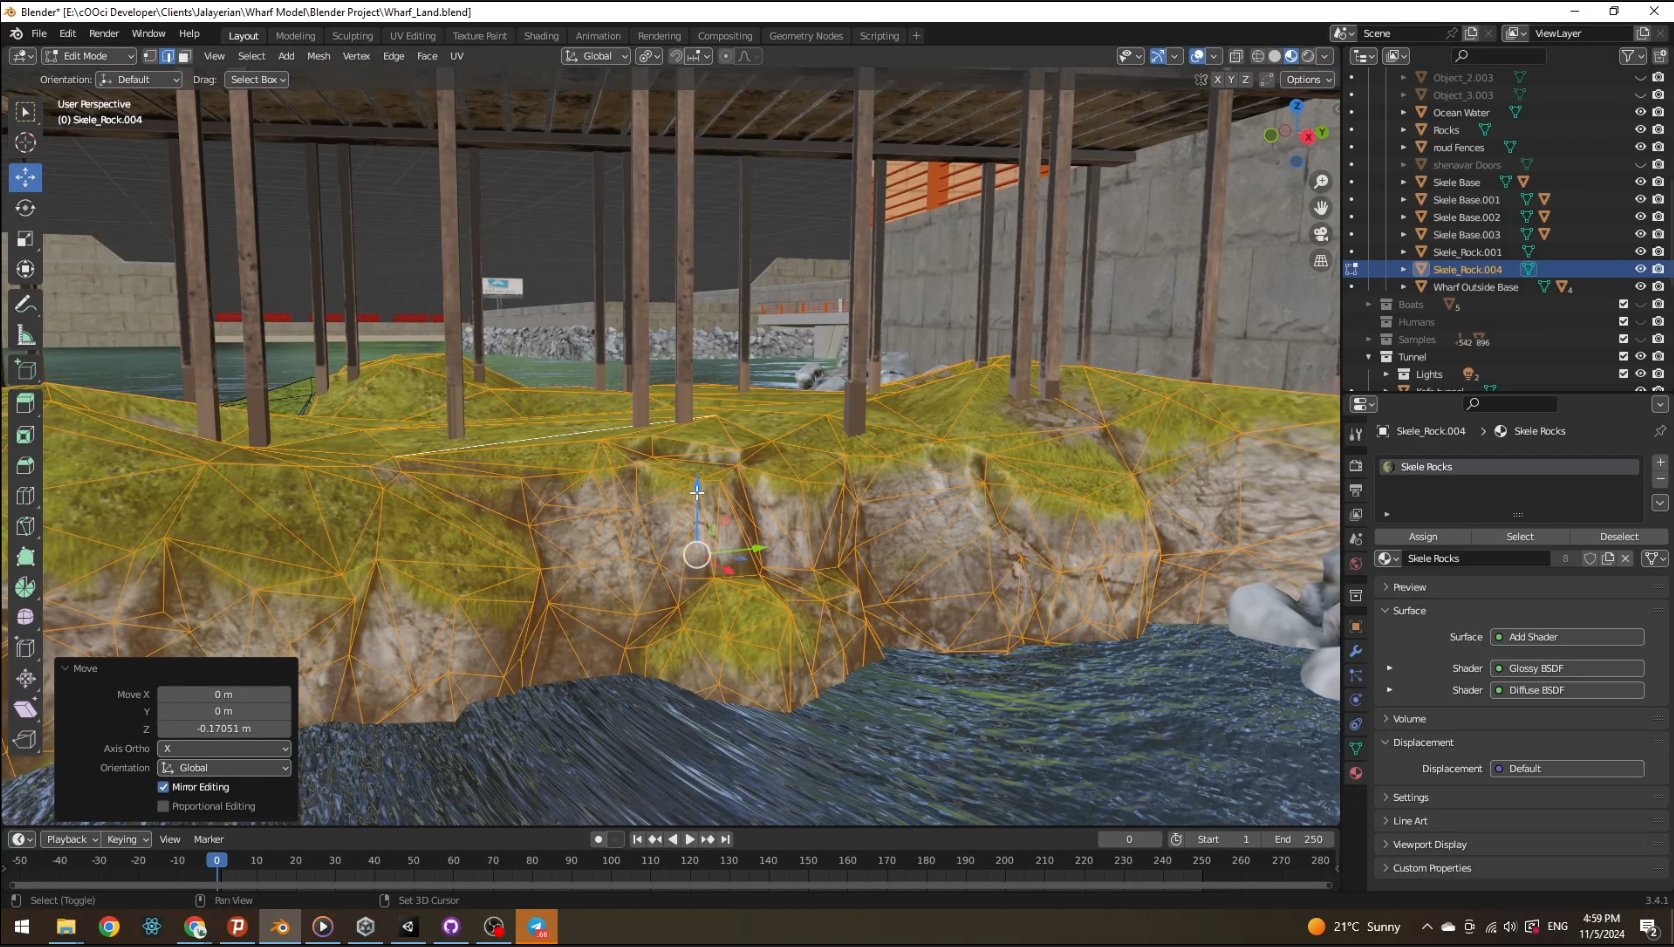 Blender* [E:\cOOci Developer\Clients\Jalayerian\Wharf Model\Blender Project\Wharf_Land.blend]
File Edit Render Window Help Layout Modeling Sculpting UV Editing Texture Paint Shading Animation Rendering Compositing Geometry Nodes Scripting + Scene ViewLayer
Edit Mode View Select Add Mesh Vertex Edge Face UV Global
Orientation: Default Drag: Select Box X Y Z Options
User Perspective
(0) Skele_Rock.004
Z
X
Y
Object_2.003
Object_3.003
Ocean Water
Rocks
roud Fences
shenavar Doors
Skele Base
Skele Base.001
Skele Base.002
Skele Base.003
Skele_Rock.001
Skele_Rock.004
Wharf Outside Base 4
Boats 5
Humans
Samples 542 896
Tunnel
Lights 2
Skele_Rock.004 > Skele Rocks
Skele Rocks
Assign Select Deselect
Skele Rocks 8
Preview
Surface
Surface Add Shader
Shader Glossy BSDF
Shader Diffuse BSDF
Volume
Displacement
Displacement Default
Settings
Line Art
Viewport Display
Custom Properties
Move
Move X 0 m
Y 0 m
Z -0.17051 m
Axis Ortho X
Orientation Global
Mirror Editing
Proportional Editing
Playback Keying View Marker 0 Start 1 End 250
-50 -40 -30 -20 -10 0 10 20 30 40 50 60 70 80 90 100 110 120 130 140 150 160 170 180 190 200 210 220 230 240 250 260 270 280
Select (Toggle) Pan View Set 3D Cursor 3.4.1
66 21°C Sunny ENG 4:59 PM
11/5/2024 2